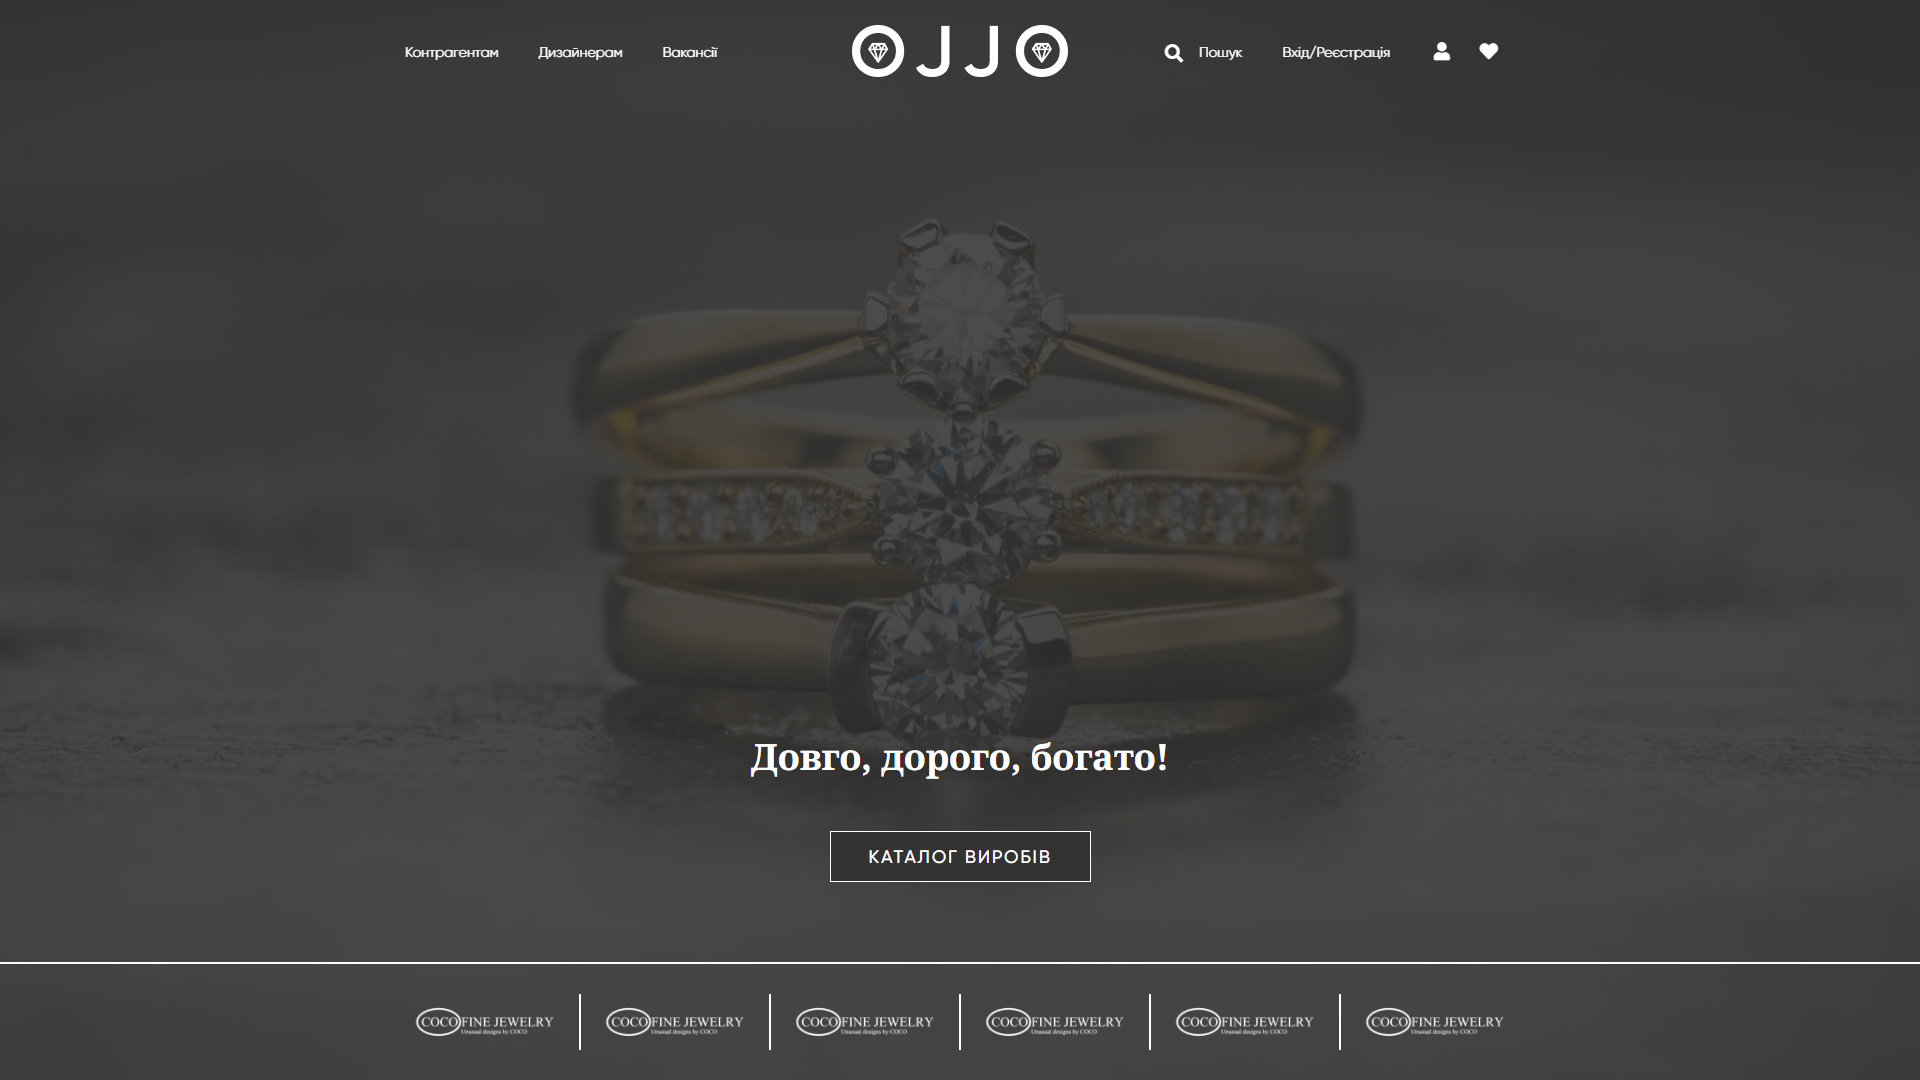 Контрагентам Дизайнерам Вакансії OJJO Пошук Вхід/Реєстрація
Довго, дорого, богато!
КАТАЛОГ ВИРОБІВ
COCO FINE JEWELRY COCO FINE JEWELRY COCO FINE JEWELRY COCO FINE JEWELRY COCO FINE JEWELRY COCO FINE JEWELRY
Unusual designs by COCO Unusual designs by COCO Unusual designs by COCO Unusual designs by COCO Unusual designs by COCO Unusual designs by COCO